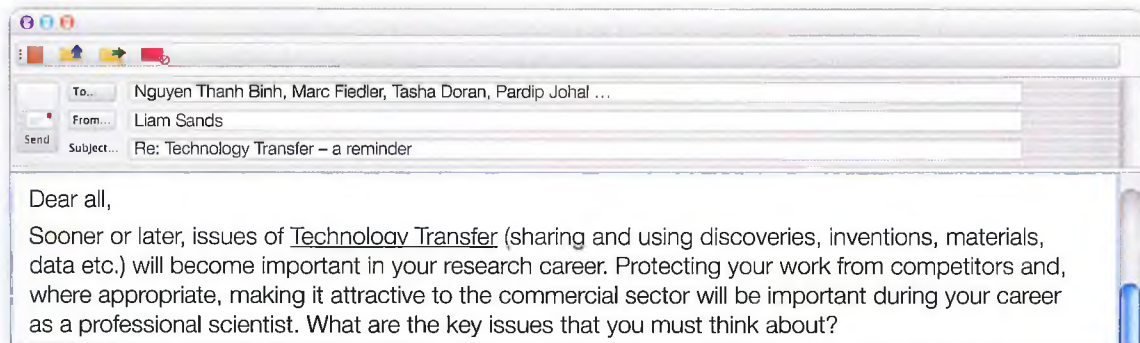 To..
Nguyen Thanh Binh, Marc Fiedler, Tasha Doran, Pardip Johal ...
From...
Liam Sands
Send
Subject...
Re: Technology Transfer – a reminder
Dear all,
Sooner or later, issues of Technology Transfer (sharing and using discoveries, inventions, materials,
data etc.) will become important in your research career. Protecting your work from competitors and,
where appropriate, making it attractive to the commercial sector will be important during your career
as a professional scientist. What are the key issues that you must think about?